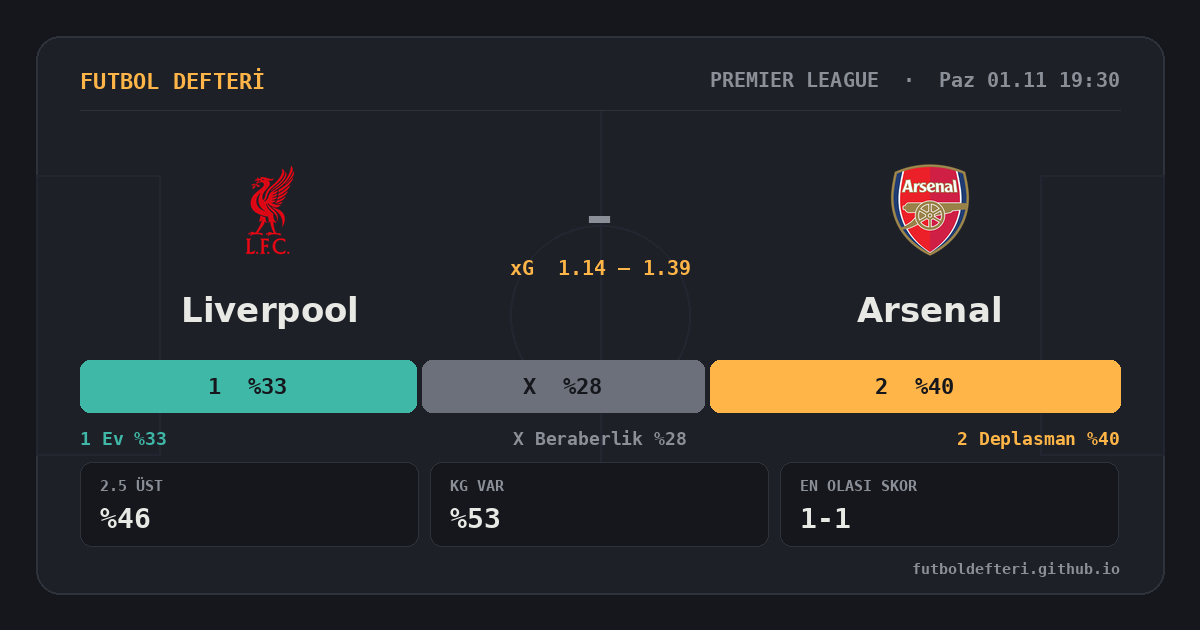 FUTBOL DEFTERİ
PREMIER LEAGUE · Paz 01.11 19:30
L.F.C.
Arsenal
-
xG 1.14 — 1.39
Liverpool
Arsenal
1 %33
X %28
2 %40
1 Ev %33
X Beraberlik %28
2 Deplasman %40
2.5 ÜST
%46
KG VAR
%53
EN OLASI SKOR
1-1
futboldefteri.github.io